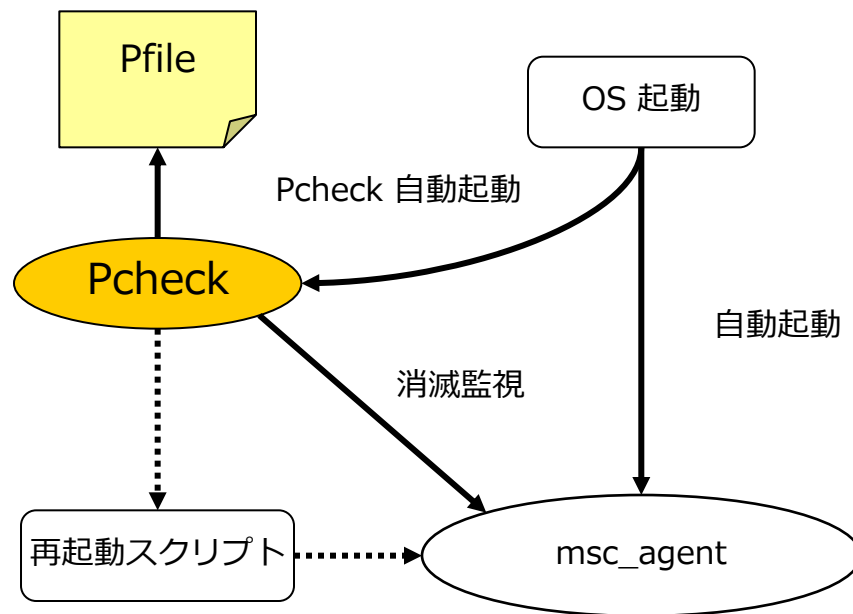 Pfile
OS 起動
Pcheck 自動起動
Pcheck
自動起動
消滅監視
再起動スクリプト
msc_agent